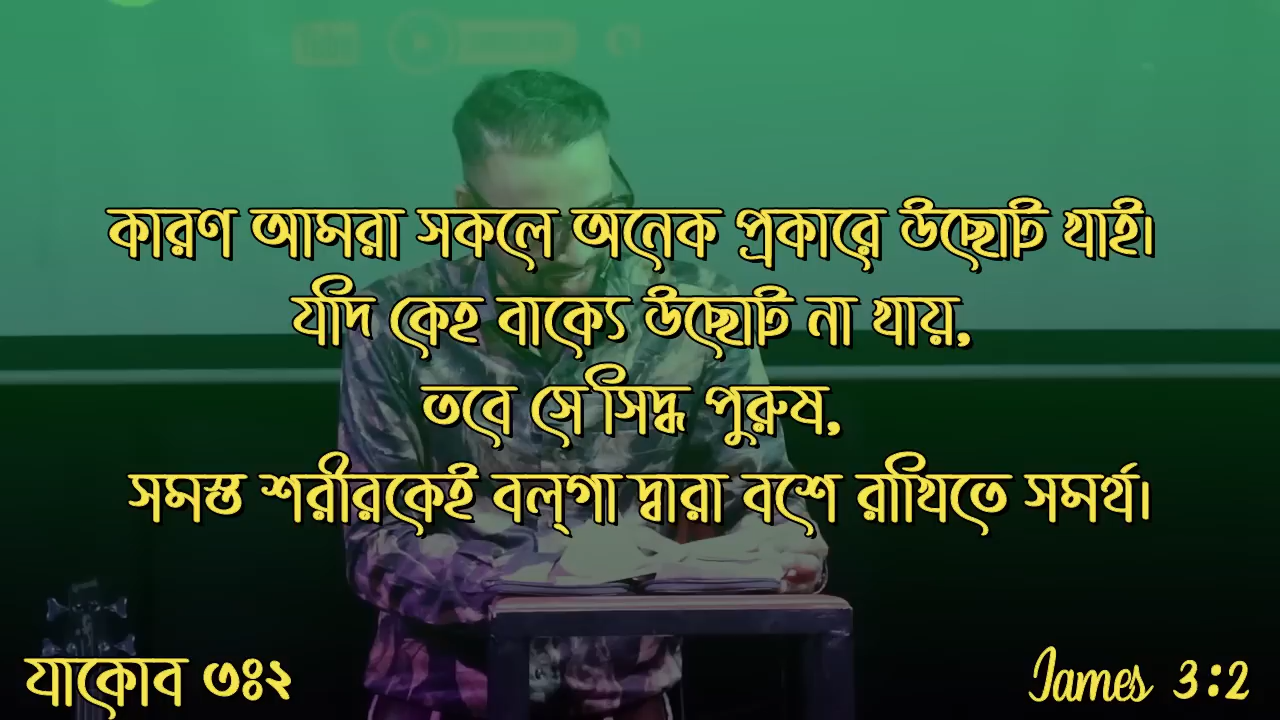 কারণ আমরা সকলে অনেক প্রকারে উছোট খাই।
যদি কেহ বাক্যে উছোট না খায়,
তবে সে সিদ্ধ পুরুষ,
সমস্ত শরীরকেই বল্‌গা দ্বারা বশে রাখিতে সমর্থ।
যাকোব ৩ঃ২
James 3:2